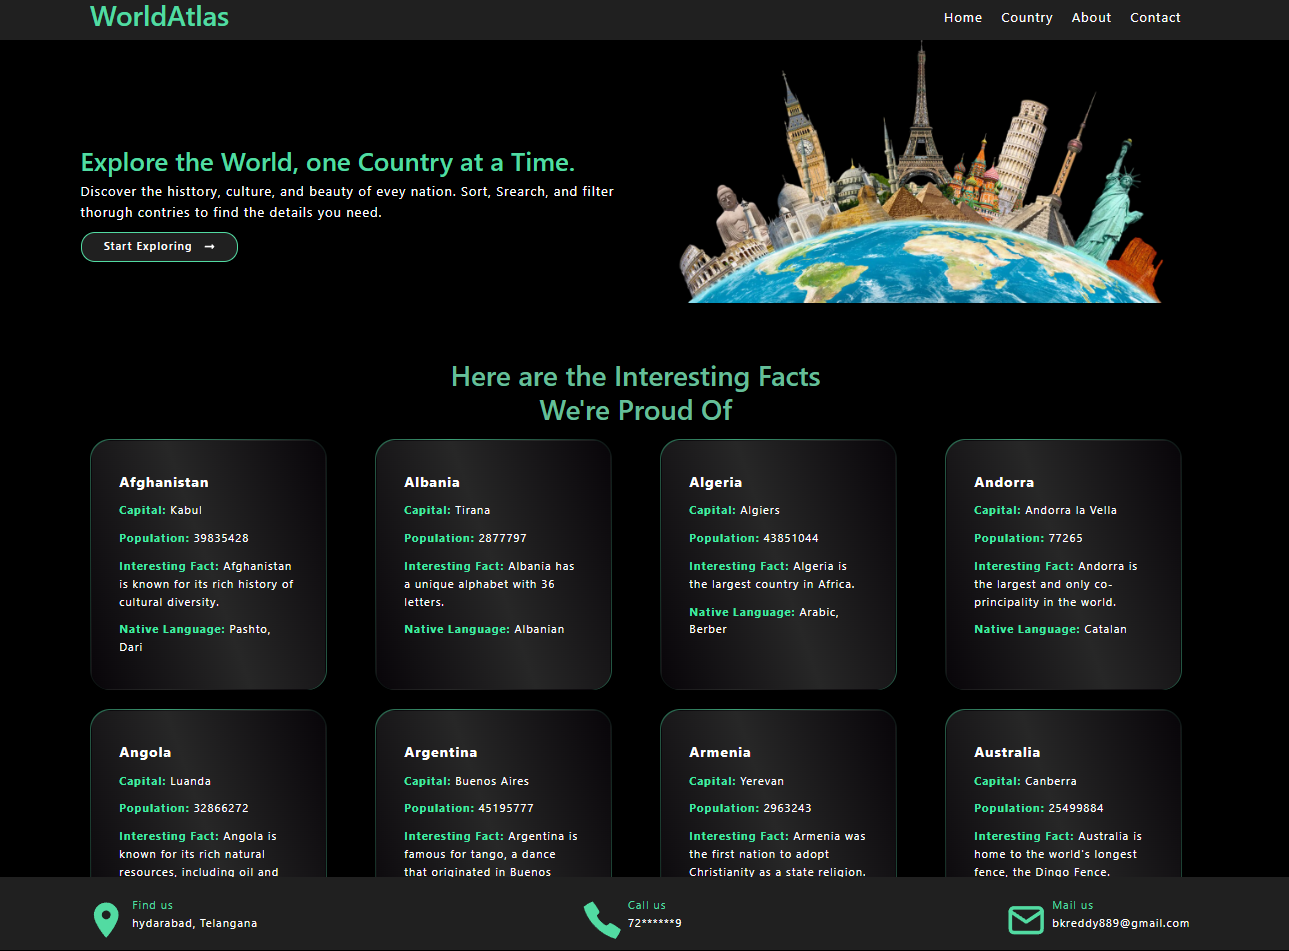 WorldAtlas
Home Country About Contact
Explore the World, one Country at a Time.
Discover the histtory, culture, and beauty of evey nation. Sort, Srearch, and filter
thorugh contries to find the details you need.
Start Exploring →
Here are the Interesting Facts
We're Proud Of
Afghanistan
Capital: Kabul
Population: 39835428
Interesting Fact: Afghanistan
is known for its rich history of
cultural diversity.
Native Language: Pashto,
Dari
Albania
Capital: Tirana
Population: 2877797
Interesting Fact: Albania has
a unique alphabet with 36
letters.
Native Language: Albanian
Algeria
Capital: Algiers
Population: 43851044
Interesting Fact: Algeria is
the largest country in Africa.
Native Language: Arabic,
Berber
Andorra
Capital: Andorra la Vella
Population: 77265
Interesting Fact: Andorra is
the largest and only co-
principality in the world.
Native Language: Catalan
Angola
Capital: Luanda
Population: 32866272
Interesting Fact: Angola is
known for its rich natural
resources, including oil and
Argentina
Capital: Buenos Aires
Population: 45195777
Interesting Fact: Argentina is
famous for tango, a dance
that originated in Buenos
Armenia
Capital: Yerevan
Population: 2963243
Interesting Fact: Armenia was
the first nation to adopt
Christianity as a state religion.
Australia
Capital: Canberra
Population: 25499884
Interesting Fact: Australia is
home to the world's longest
fence, the Dingo Fence.
Find us
hydarabad, Telangana
Call us
72******9
Mail us
bkreddy889@gmail.com